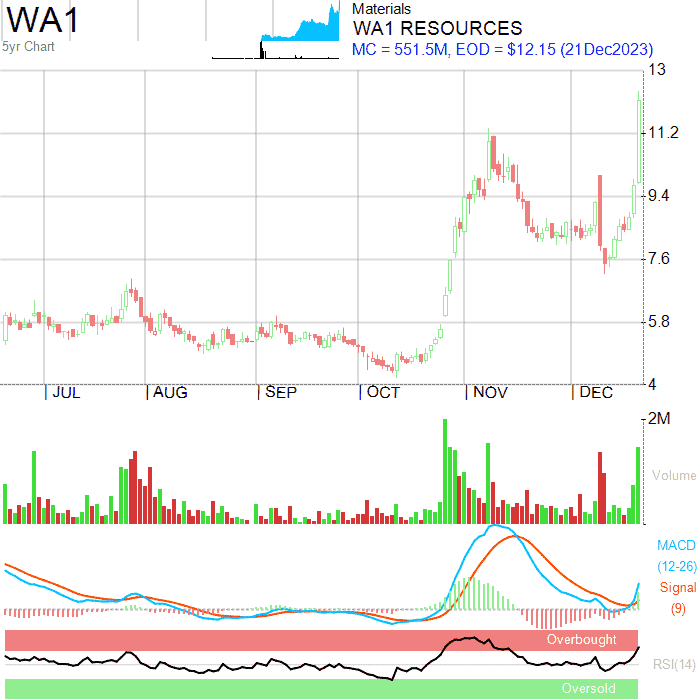 WA1
5yr Chart
Materials
WA1 RESOURCES
MC = 551.5M, EOD = $12.15 (21Dec2023)
13
11.2
9.4
7.6
5.8
4
JUL AUG SEP OCT NOV DEC
2M
Volume
MACD
(12-26)
Signal
(9)
Overbought
RSI(14)
Oversold